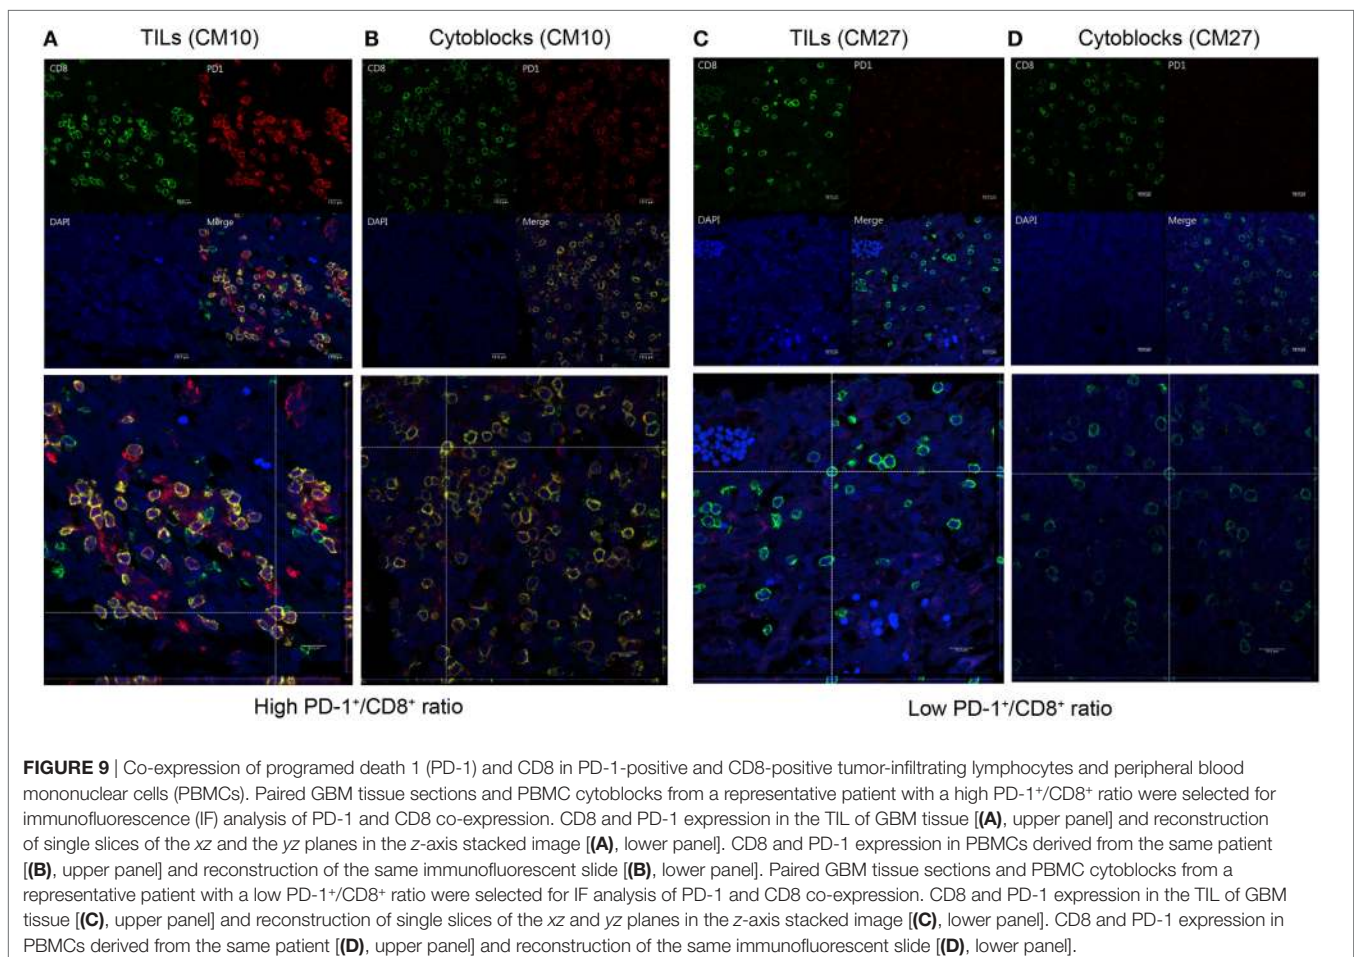 A TILs (CM10) B Cytoblocks (CM10) C TILs (CM27) D Cytoblocks (CM27)
CD8 PD1 CD8 PD1 CD8 PD1 CD8 PD1
DAPI Merge DAPI Merge DAPI Merge DAPI Merge
High PD-1⁺/CD8⁺ ratio Low PD-1⁺/CD8⁺ ratio
FIGURE 9 | Co-expression of programed death 1 (PD-1) and CD8 in PD-1-positive and CD8-positive tumor-infiltrating lymphocytes and peripheral blood
mononuclear cells (PBMCs). Paired GBM tissue sections and PBMC cytoblocks from a representative patient with a high PD-1⁺/CD8⁺ ratio were selected for
immunofluorescence (IF) analysis of PD-1 and CD8 co-expression. CD8 and PD-1 expression in the TIL of GBM tissue [(A), upper panel] and reconstruction
of single slices of the xz and the yz planes in the z-axis stacked image [(A), lower panel]. CD8 and PD-1 expression in PBMCs derived from the same patient
[(B), upper panel] and reconstruction of the same immunofluorescent slide [(B), lower panel]. Paired GBM tissue sections and PBMC cytoblocks from a
representative patient with a low PD-1⁺/CD8⁺ ratio were selected for IF analysis of PD-1 and CD8 co-expression. CD8 and PD-1 expression in the TIL of GBM
tissue [(C), upper panel] and reconstruction of single slices of the xz and yz planes in the z-axis stacked image [(C), lower panel]. CD8 and PD-1 expression in
PBMCs derived from the same patient [(D), upper panel] and reconstruction of the same immunofluorescent slide [(D), lower panel].